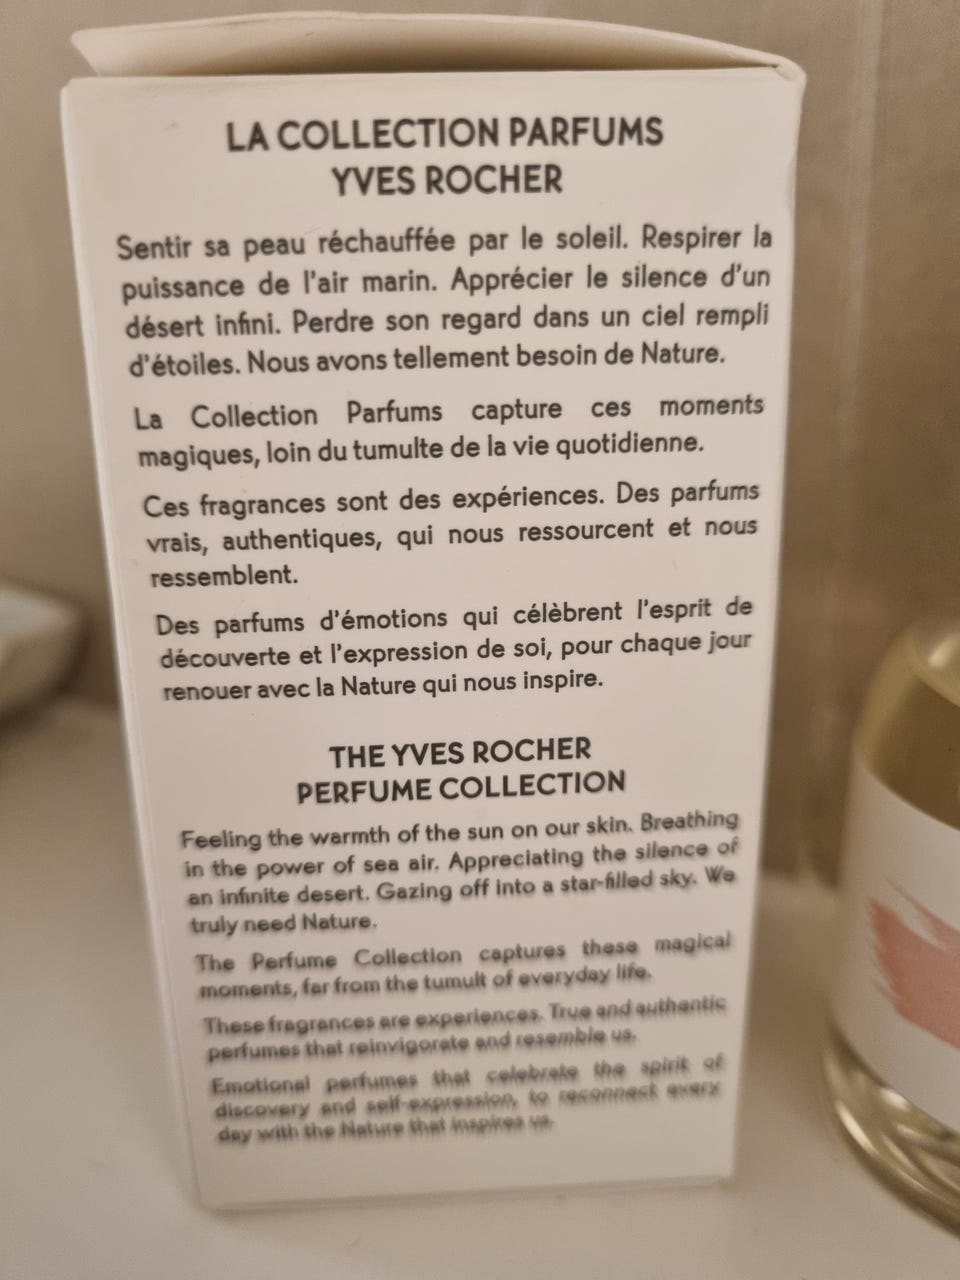 LA COLLECTION PARFUMS
YVES ROCHER
Sentir sa peau réchauffée par le soleil. Respirer la
puissance de l'air marin. Apprécier le silence d'un
désert infini. Perdre son regard dans un ciel rempli
d'étoiles. Nous avons tellement besoin de Nature.
La Collection Parfums capture ces moments
magiques, loin du tumulte de la vie quotidienne.
Ces fragrances sont des expériences. Des parfums
vrais, authentiques, qui nous ressourcent et nous
ressemblent.
Des parfums d'émotions qui célèbrent l'esprit de
découverte et l'expression de soi, pour chaque jour
renouer avec la Nature qui nous inspire.
THE YVES ROCHER
PERFUME COLLECTION
Feeling the warmth of the sun on our skin. Breathing
in the power of sea air. Appreciating the silence of
an infinite desert. Gazing off into a star-filled sky. We
truly need Nature.
The Perfume Collection captures these magical
moments, far from the tumult of everyday life.
These fragrances are experiences. True and authentic
perfumes that reinvigorate and resemble us.
Emotional perfumes that celebrate the spirit of
discovery and self-expression, to reconnect every
day with the Nature that inspires us.